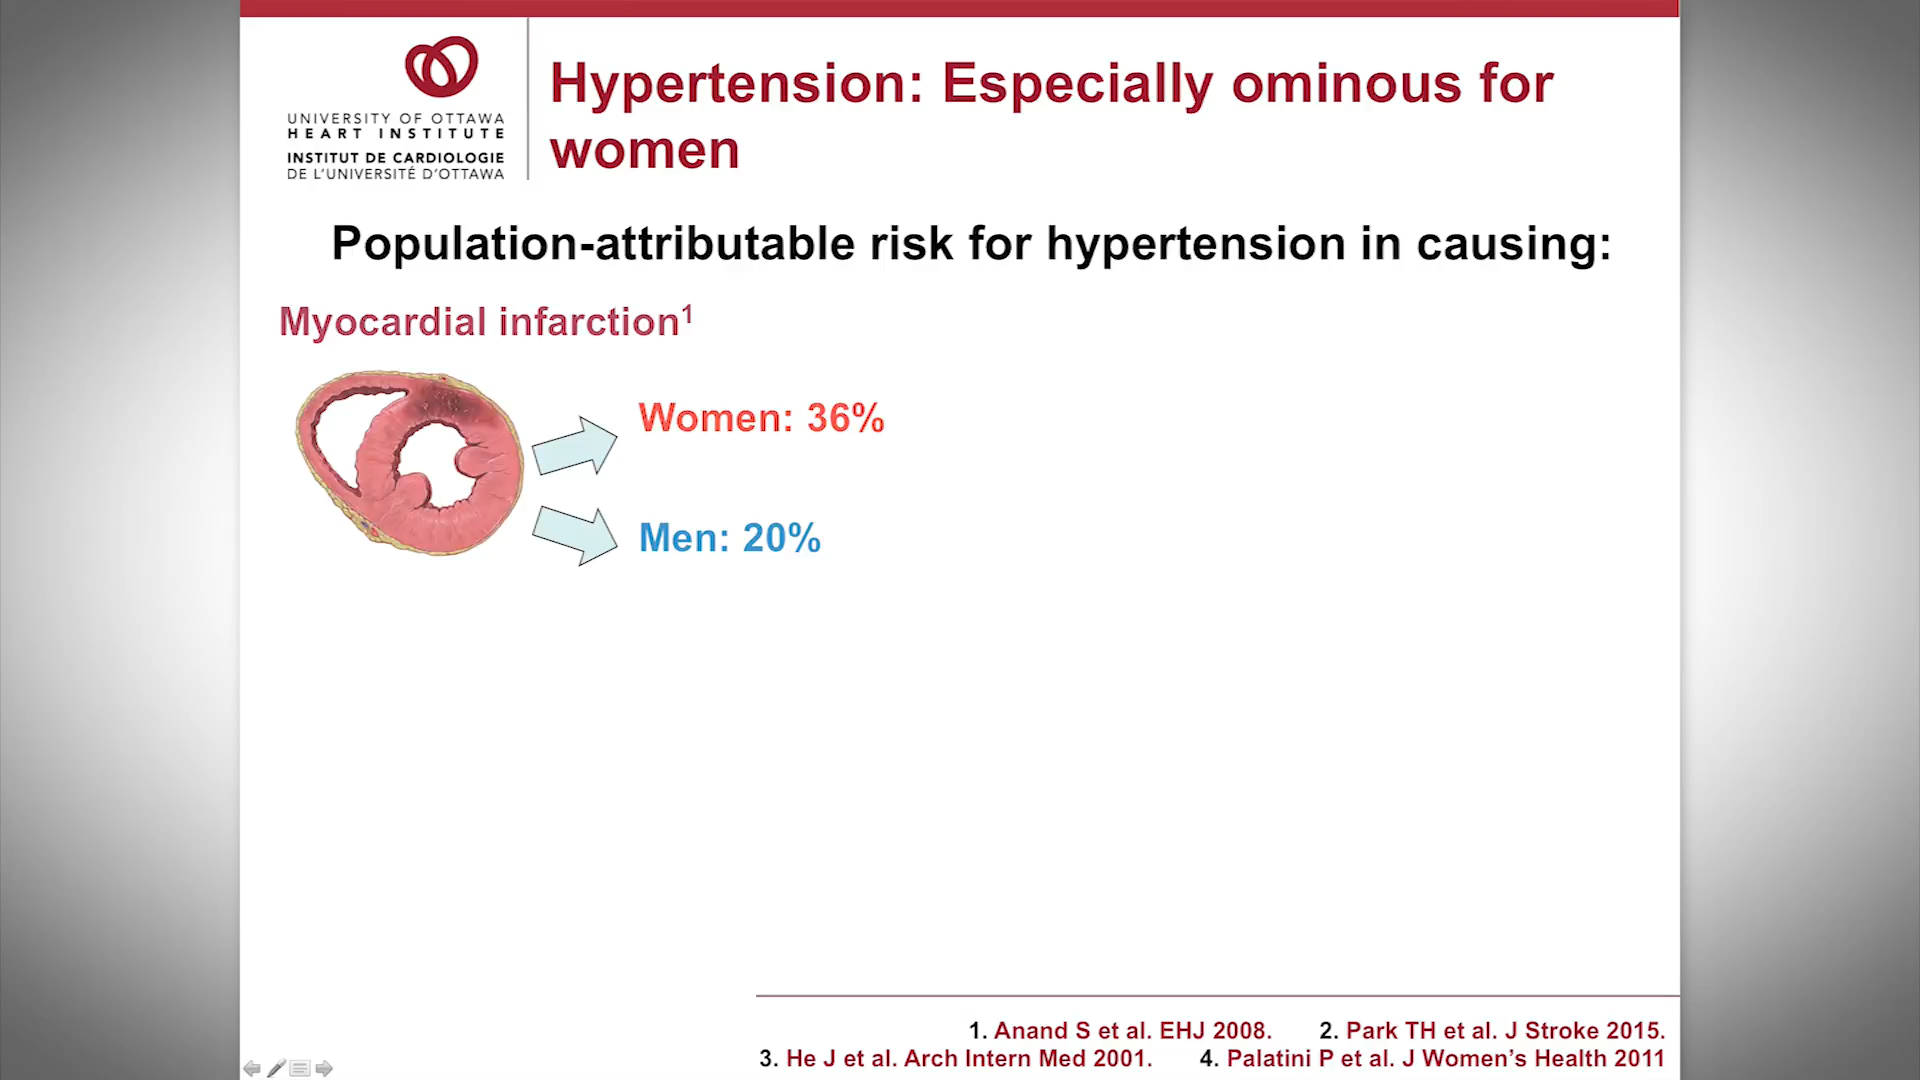 UNIVERSITY OF OTTAWA
HEART INSTITUTE
INSTITUT DE CARDIOLOGIE
DE L'UNIVERSITÉ D'OTTAWA
Hypertension: Especially ominous for
women
Population-attributable risk for hypertension in causing:
Myocardial infarction¹
Women: 36%
Men: 20%
1. Anand S et al. EHJ 2008. 2. Park TH et al. J Stroke 2015.
3. He J et al. Arch Intern Med 2001. 4. Palatini P et al. J Women’s Health 2011